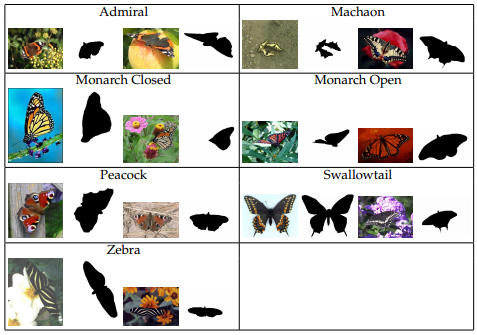 Admiral
Machaon
Monarch Closed
Monarch Open
Peacock
Swallowtail
Zebra